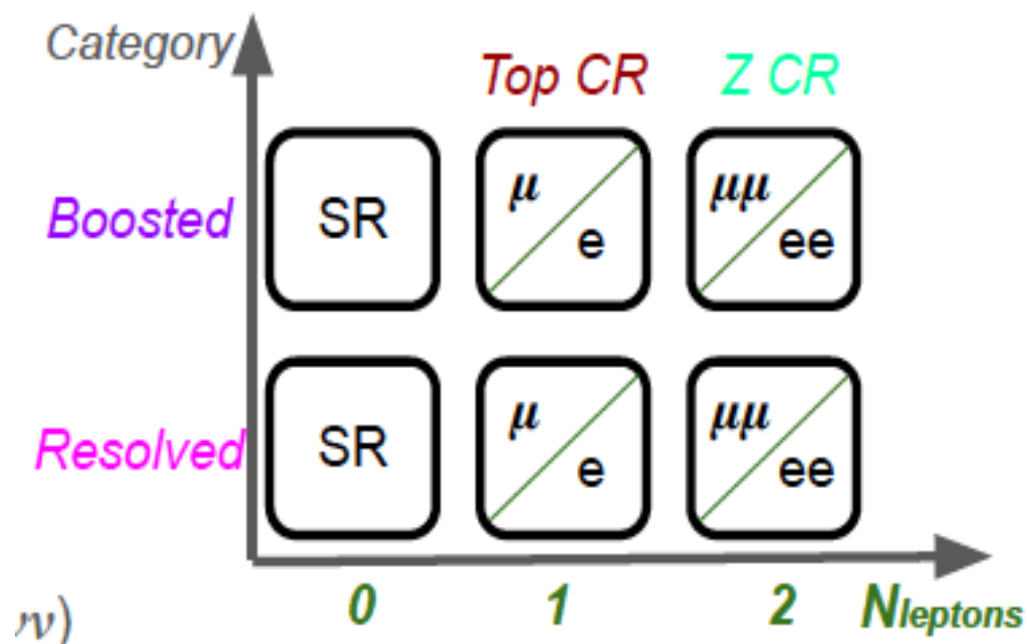 Category
Top CR Z CR
Boosted SR μ e μμ ee
Resolved SR μ e μμ ee
0 1 2 Nleptons
ν)